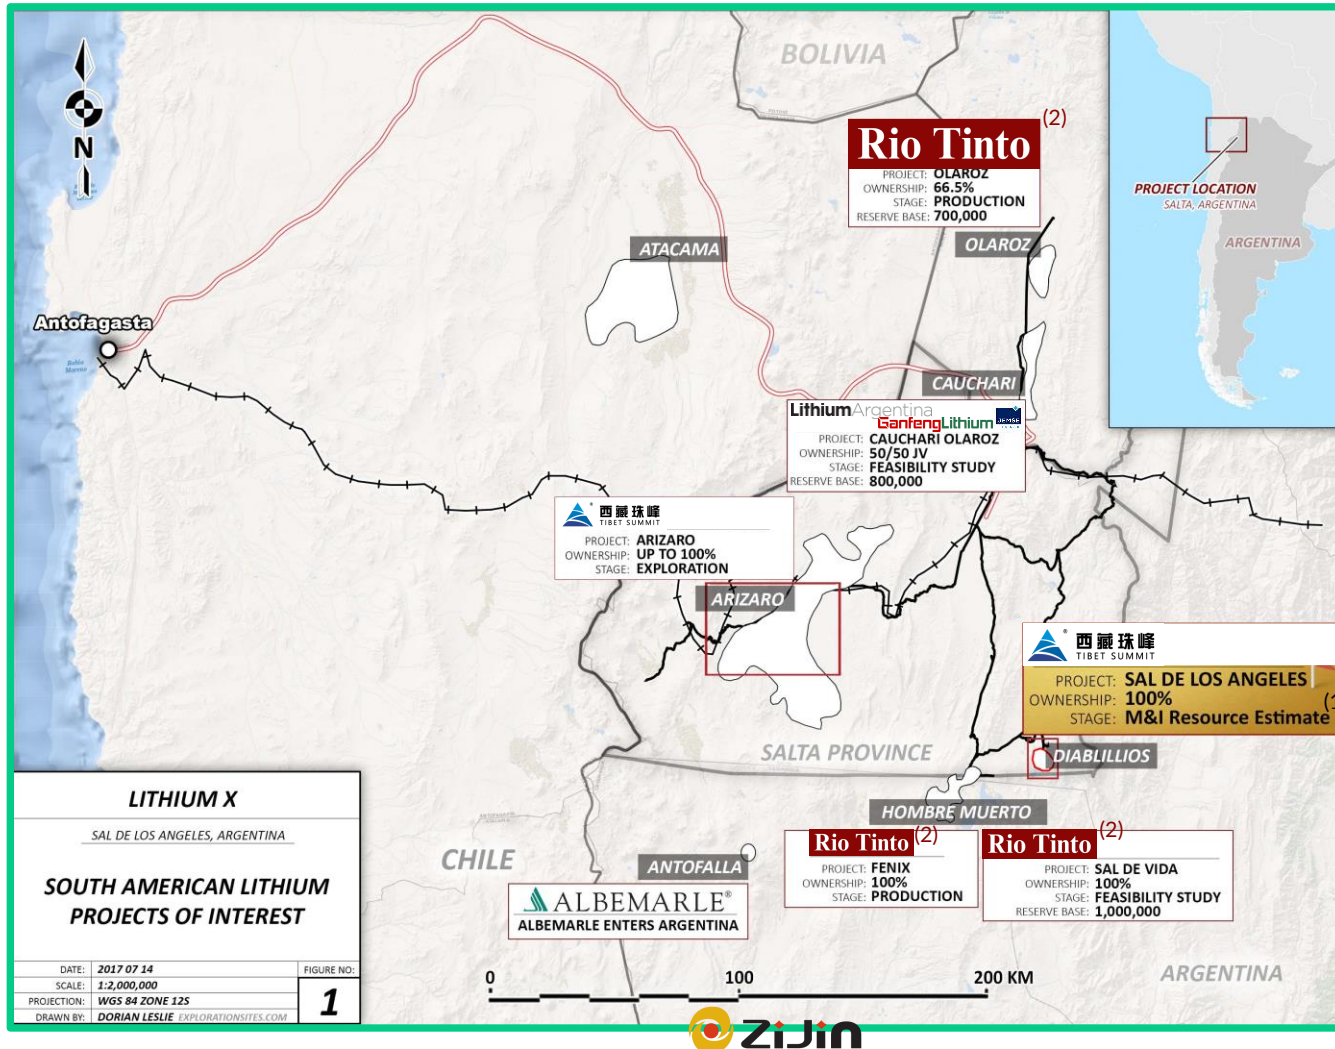 BOLIVIA
N
Rio Tinto (2)
PROJECT: OLAROZ
OWNERSHIP: 66.5%
STAGE: PRODUCTION
RESERVE BASE: 700,000
PROJECT LOCATION
SALTA, ARGENTINA
ARGENTINA
ATACAMA
OLAROZ
Antofagasta
CAUCHARI
LithiumArgentina
GanfengLithium
JEMSE
PROJECT: CAUCHARI OLAROZ
OWNERSHIP: 50/50 JV
STAGE: FEASIBILITY STUDY
RESERVE BASE: 800,000
西藏珠峰
TIBET SUMMIT
PROJECT: ARIZARO
OWNERSHIP: UP TO 100%
STAGE: EXPLORATION
ARIZARO
西藏珠峰
TIBET SUMMIT
PROJECT: SAL DE LOS ANGELES
OWNERSHIP: 100%
STAGE: M&I Resource Estimate
SALTA PROVINCE
DIABLILLIOS
HOMBRE MUERTO
CHILE
ANTOFALLA
ALBEMARLE®
ALBEMARLE ENTERS ARGENTINA
Rio Tinto (2)
PROJECT: FENIX
OWNERSHIP: 100%
STAGE: PRODUCTION
Rio Tinto (2)
PROJECT: SAL DE VIDA
OWNERSHIP: 100%
STAGE: FEASIBILITY STUDY
RESERVE BASE: 1,000,000
ARGENTINA
0 100 200 KM
LITHIUM X
SAL DE LOS ANGELES, ARGENTINA
SOUTH AMERICAN LITHIUM
PROJECTS OF INTEREST
DATE: 2017 07 14
SCALE: 1:2,000,000
PROJECTION: WGS 84 ZONE 12S
DRAWN BY: DORIAN LESLIE EXPLORATIONSITES.COM
FIGURE NO:
1
ZIJIN